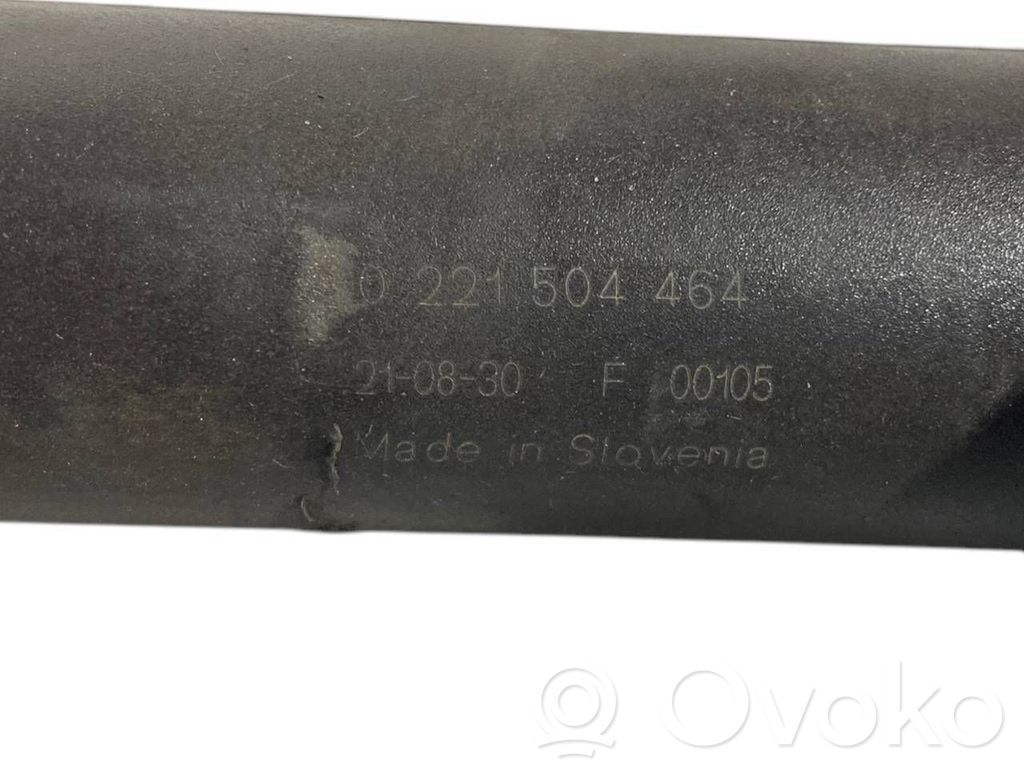 0 221 504 464
21-08-30 F 00105
Made in Slovenia
Ovoko